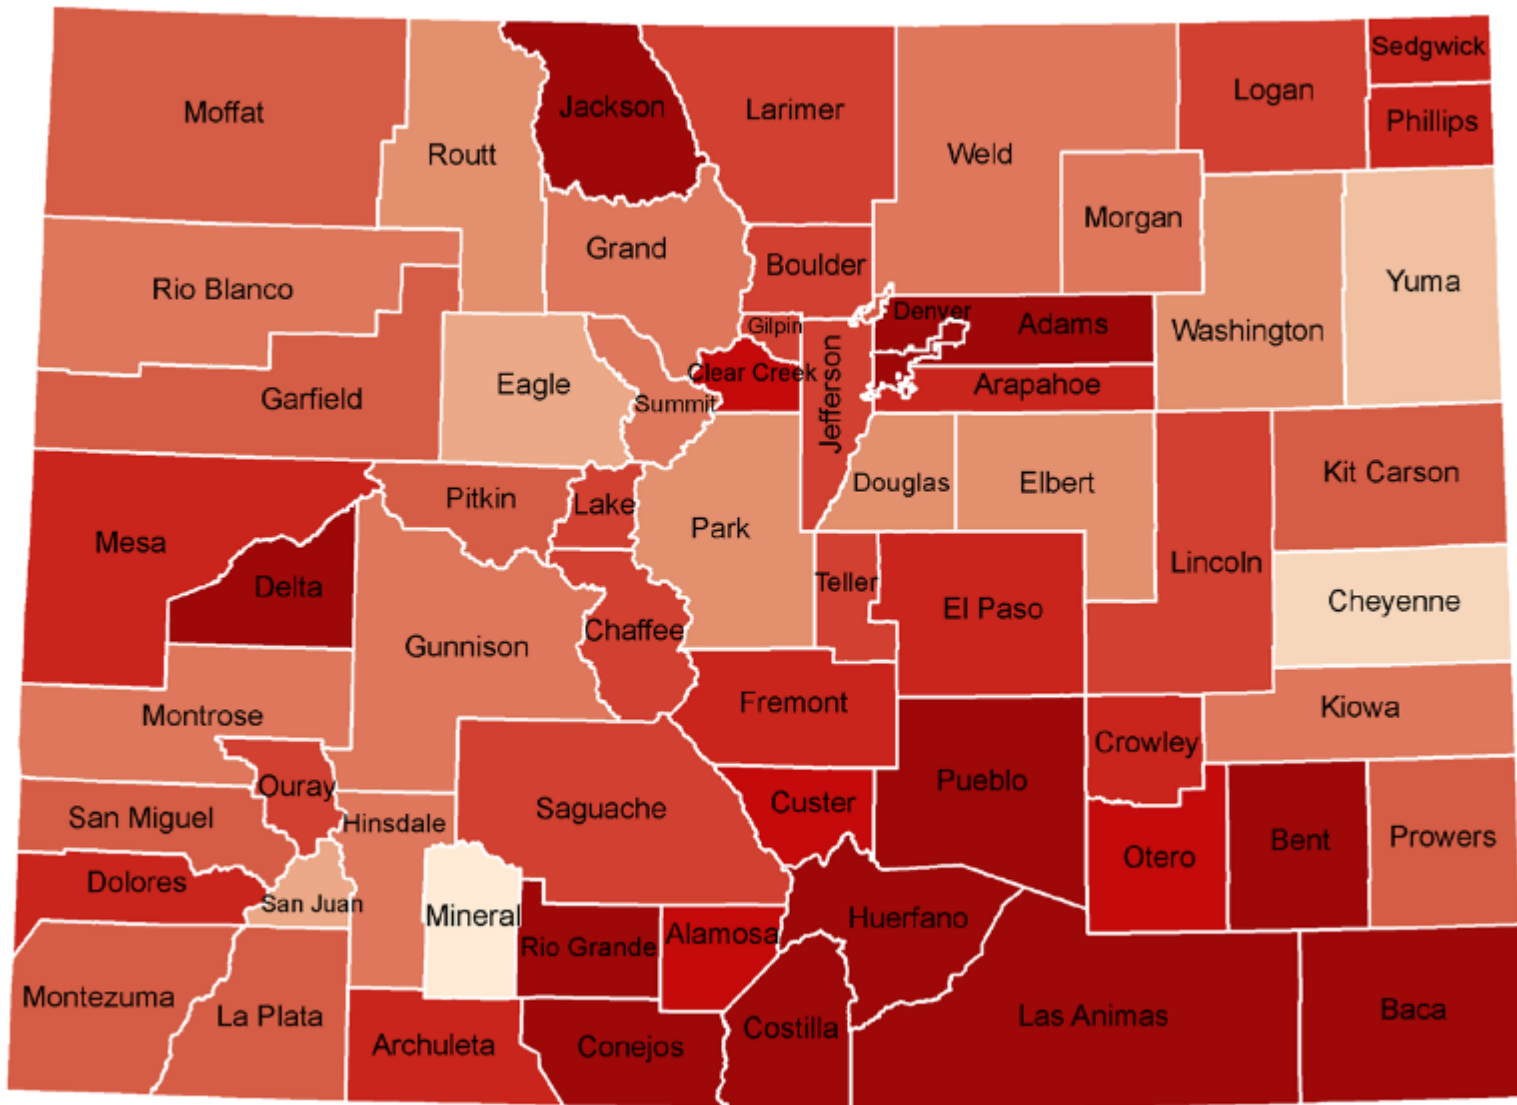 Sedgwick
Logan
Jackson
Larimer
Moffat
Phillips
Routt
Weld
Morgan
Grand
Boulder
Rio Blanco
Yuma
Denver
Adams
Gilpin
Washington
Clear Creek
Jefferson
Eagle
Arapahoe
Garfield
Summit
Kit Carson
Douglas
Elbert
Pitkin
Lake
Park
Mesa
Lincoln
Teller
Delta
Cheyenne
El Paso
Chaffee
Gunnison
Fremont
Kiowa
Montrose
Crowley
Pueblo
Ouray
Custer
Saguache
San Miguel
Hinsdale
Bent
Prowers
Otero
Dolores
San Juan
Mineral
Huerfano
Alamosa
Rio Grande
Montezuma
Baca
La Plata
Las Animas
Costilla
Archuleta
Conejos